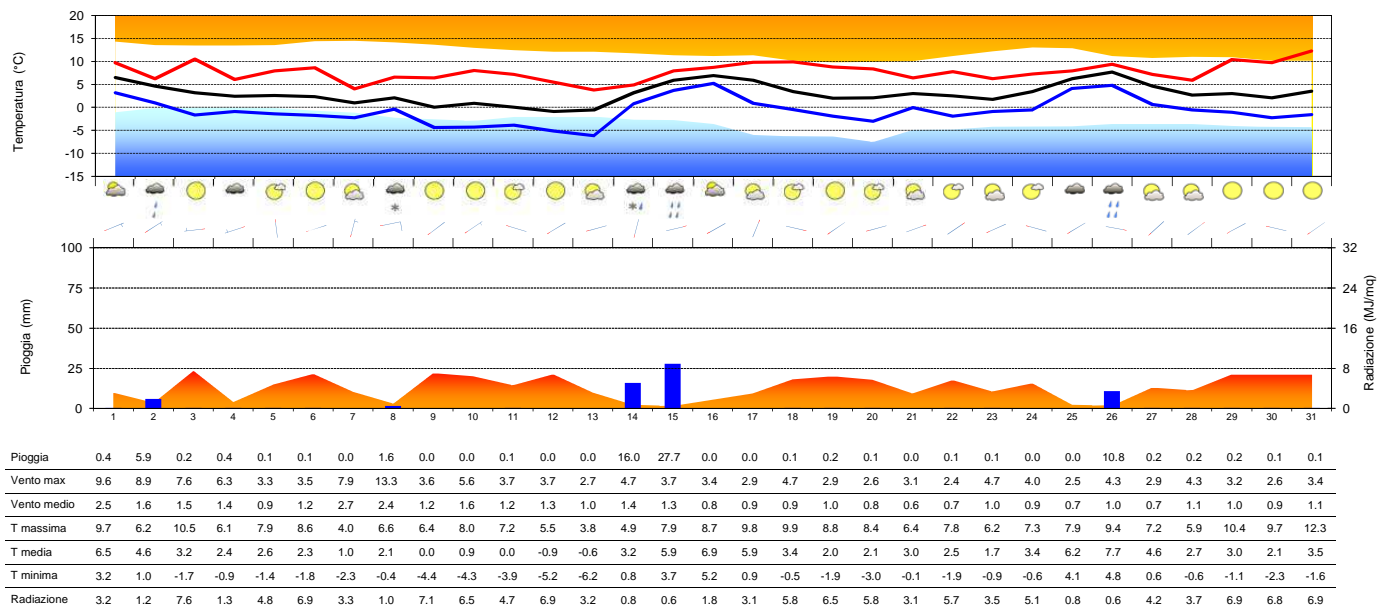 20
15
10
5
0
-5
-10
-15
Temperatura (°C)
100
75
50
25
0
Pioggia (mm)
32
24
16
8
0
Radiazione (MJ/mq)
1 2 3 4 5 6 7 8 9 10 11 12 13 14 15 16 17 18 19 20 21 22 23 24 25 26 27 28 29 30 31
Pioggia 0.4 5.9 0.2 0.4 0.1 0.1 0.0 1.6 0.0 0.0 0.1 0.0 0.0 16.0 27.7 0.0 0.0 0.1 0.2 0.1 0.0 0.1 0.1 0.0 0.0 10.8 0.2 0.2 0.2 0.1 0.1
Vento max 9.6 8.9 7.6 6.3 3.3 3.5 7.9 13.3 3.6 5.6 3.7 3.7 2.7 4.7 3.7 3.4 2.9 4.7 2.9 2.6 3.1 2.4 4.7 4.0 2.5 4.3 2.9 4.3 3.2 2.6 3.4
Vento medio 2.5 1.6 1.5 1.4 0.9 1.2 2.7 2.4 1.2 1.6 1.2 1.3 1.0 1.4 1.3 0.8 0.9 0.9 1.0 0.8 0.6 0.7 1.0 0.9 0.7 1.0 0.7 1.1 1.0 0.9 1.1
T massima 9.7 6.2 10.5 6.1 7.9 8.6 4.0 6.6 6.4 8.0 7.2 5.5 3.8 4.9 7.9 8.7 9.8 9.9 8.8 8.4 6.4 7.8 6.2 7.3 7.9 9.4 7.2 5.9 10.4 9.7 12.3
T media 6.5 4.6 3.2 2.4 2.6 2.3 1.0 2.1 0.0 0.9 0.0 -0.9 -0.6 3.2 5.9 6.9 5.9 3.4 2.0 2.1 3.0 2.5 1.7 3.4 6.2 7.7 4.6 2.7 3.0 2.1 3.5
T minima 3.2 1.0 -1.7 -0.9 -1.4 -1.8 -2.3 -0.4 -4.4 -4.3 -3.9 -5.2 -6.2 0.8 3.7 5.2 0.9 -0.5 -1.9 -3.0 -0.1 -1.9 -0.9 -0.6 4.1 4.8 0.6 -0.6 -1.1 -2.3 -1.6
Radiazione 3.2 1.2 7.6 1.3 4.8 6.9 3.3 1.0 7.1 6.5 4.7 6.9 3.2 0.8 0.6 1.8 3.1 5.8 6.5 5.8 3.1 5.7 3.5 5.1 0.8 0.6 4.2 3.7 6.9 6.8 6.9